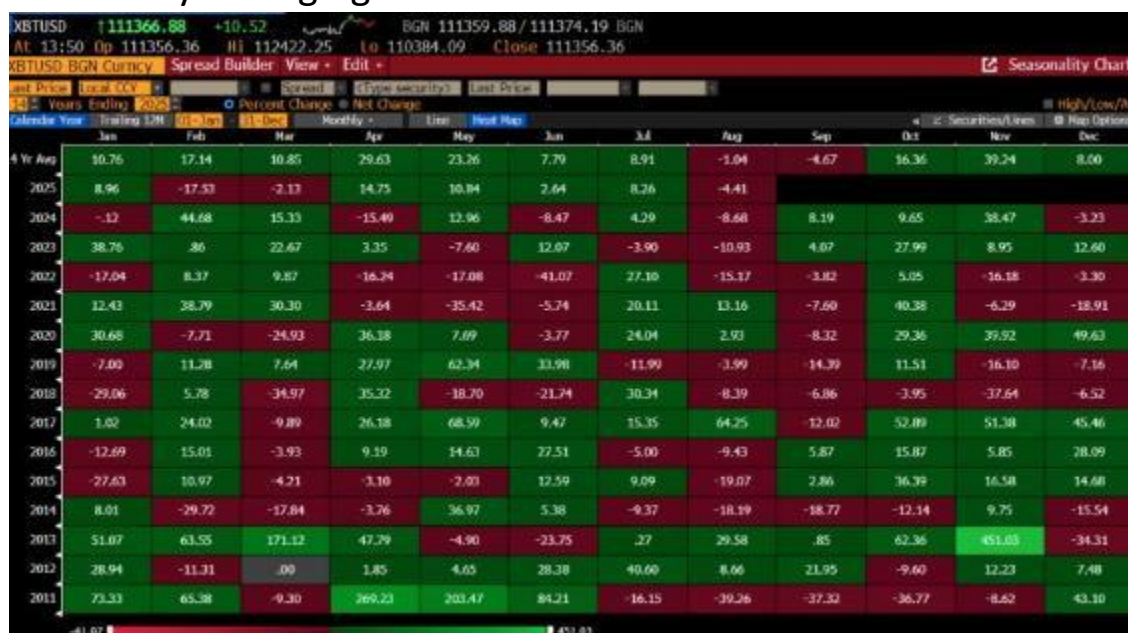 XBTUSD ↑111366.88 +10.52 BGN 111359.88/111374.19 BGN
At 13:50 Op 111356.36 Hi 112422.25 Lo 110384.09 Close 111356.36
XBTUSD BGN Curncy Spread Builder View Edit Seasonality Chart
Last Price Local CCY Spread <Type security> Last Price
14 Years Ending 2025 Percent Change Net Change High/Low/A
Calendar Year Trailing 12M 01-Jan - 31-Dec Monthly Line Heat Map « Securities/Lines Map Option
Jan Feb Mar Apr May Jun Jul Aug Sep Oct Nov Dec
4 Yr Avg 10.76 17.14 10.85 29.63 23.26 7.79 8.91 -1.04 -4.67 16.36 39.24 8.00
2025 8.96 -17.53 -2.13 14.75 10.84 2.64 8.26 -4.41
2024 -.12 44.68 15.33 -15.49 12.96 -8.47 4.29 -8.68 8.19 9.65 38.47 -3.23
2023 38.76 .86 22.67 3.35 -7.60 12.07 -3.90 -10.93 4.07 27.99 8.95 12.60
2022 -17.04 8.37 9.87 -16.24 -17.08 -41.07 27.10 -15.17 -3.82 5.05 -16.18 -3.30
2021 12.43 38.79 30.30 -3.64 -35.42 -5.74 20.11 13.16 -7.60 40.38 -6.29 -18.91
2020 30.68 -7.71 -24.93 36.18 7.69 -3.77 24.04 2.93 -8.32 29.36 39.92 49.63
2019 -7.00 11.28 7.64 27.97 62.34 33.98 -11.99 -3.99 -14.39 11.51 -16.10 -7.16
2018 -29.06 5.78 -34.97 35.32 -18.70 -21.74 30.34 -8.39 -6.86 -3.95 -37.64 -6.52
2017 1.02 24.02 -9.89 26.18 68.59 9.47 15.35 64.25 -12.02 52.89 51.38 45.46
2016 -12.69 15.01 -3.93 9.19 14.63 27.51 -5.00 -9.43 5.87 15.87 5.85 28.09
2015 -27.63 10.97 -4.21 -3.10 -2.03 12.59 9.09 -19.07 2.86 36.39 16.58 14.68
2014 8.01 -29.72 -17.84 -3.76 36.97 5.38 -9.37 -18.19 -18.77 -12.14 9.75 -15.54
2013 51.07 63.55 171.12 47.79 -4.90 -23.75 .27 29.58 .85 62.36 451.03 -34.31
2012 28.94 -11.31 .00 1.85 4.65 28.38 40.60 8.66 21.95 -9.60 12.23 7.48
2011 73.33 65.38 -9.30 269.23 203.47 84.21 -16.15 -39.26 -37.32 -36.77 -8.62 43.10
-41.07 451.03